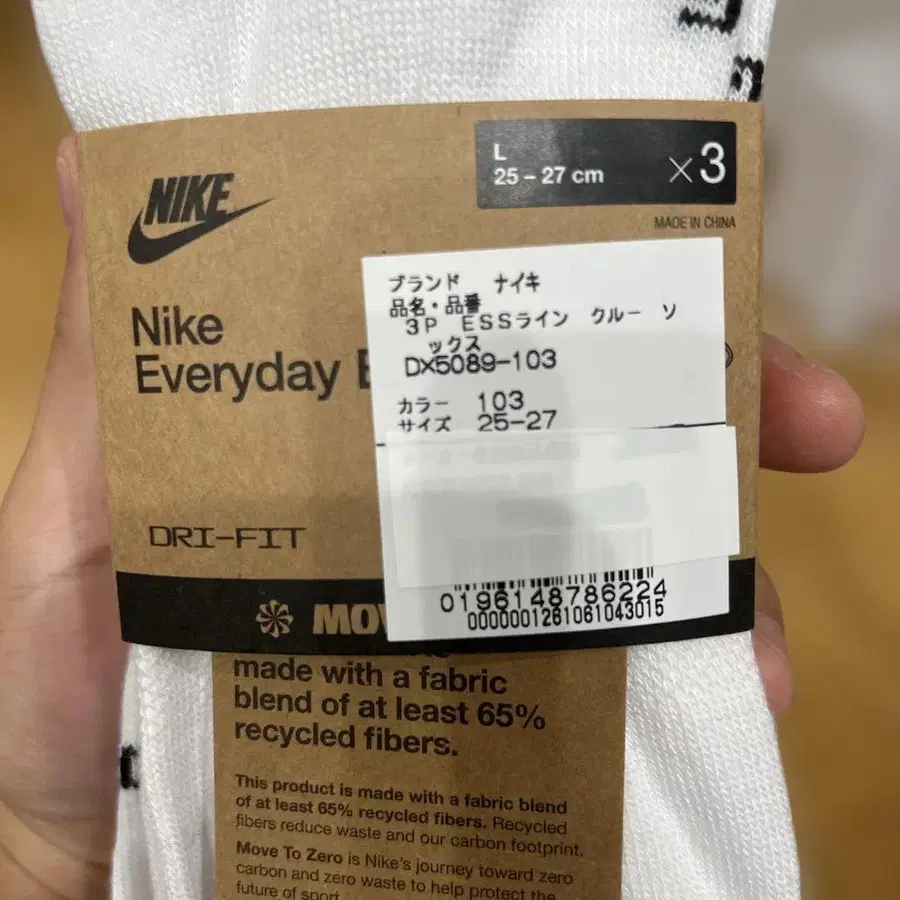 L
25 – 27 cm
×3
MADE IN CHINA
NIKE
Nike
Everyday
ブランド ナイキ
品名・品番
3P ESSライン クルー ソ
ックス
DX5089-103
カラー 103
サイズ 25-27
DRI-FIT
0196148786224
0000001261061043015
made with a fabric
blend of at least 65%
recycled fibers.
This product is made with a fabric blend
of at least 65% recycled fibers. Recycled
fibers reduce waste and our carbon footprint.
Move To Zero is Nike's journey toward zero
carbon and zero waste to help protect the
future of sport